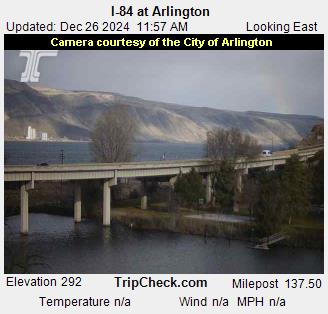 I-84 at Arlington
Updated: Dec 26 2024 11:57 AM Looking East
Camera courtesy of the City of Arlington
Elevation 292 TripCheck.com Milepost 137.50
Temperature n/a Wind n/a MPH n/a